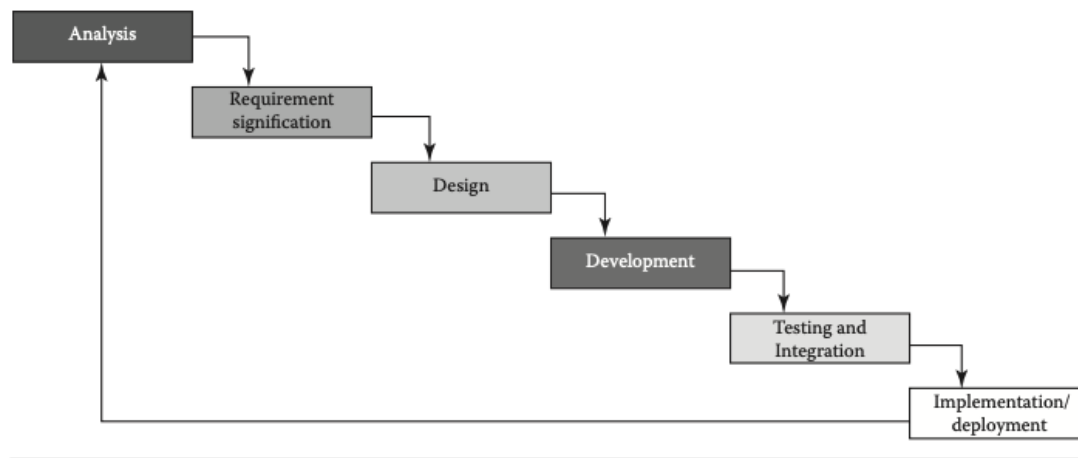 Analysis
Requirement
signification
Design
Development
Testing and
Integration
Implementation/
deployment